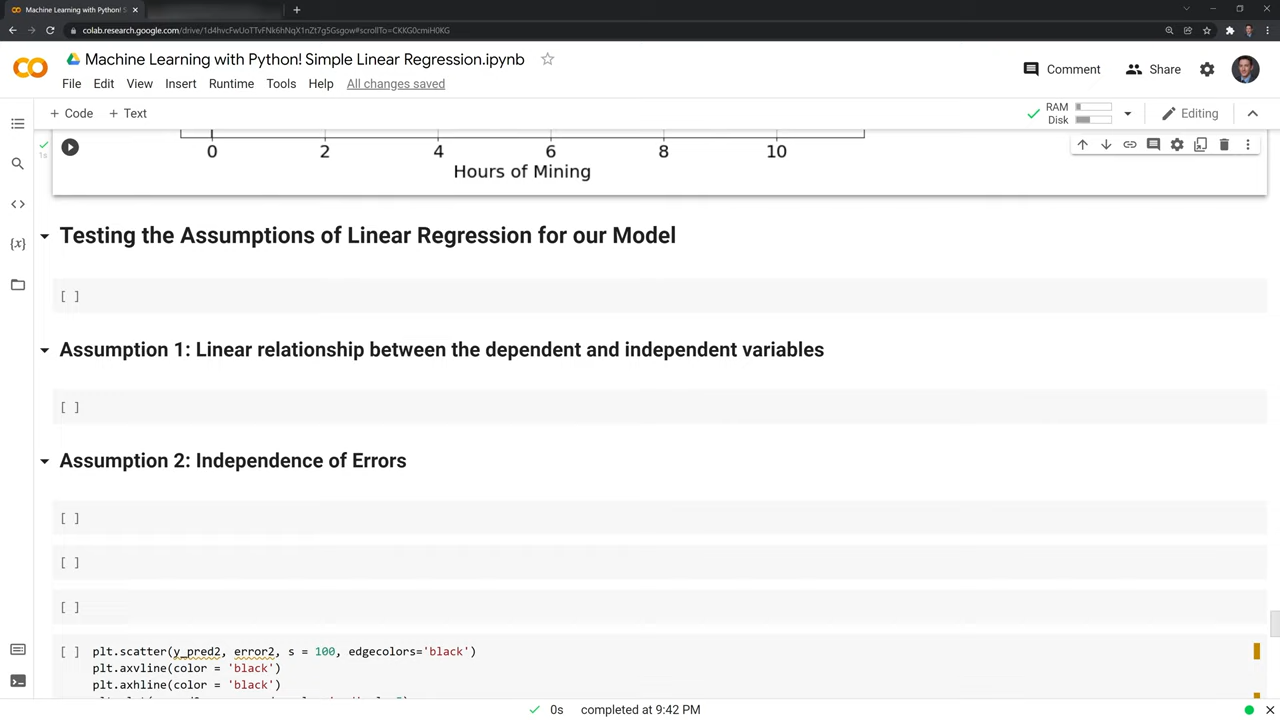 Machine Learning with Python! Sim
colab.research.google.com/drive/1d4hvcFwUoTTvFNk6hNqX1nZt7g5Gsgow#scrollTo=CKKG0cmiH0KG
Machine Learning with Python! Simple Linear Regression.ipynb
Comment
Share
File Edit View Insert Runtime Tools Help All changes saved
+ Code + Text
RAM
Disk
Editing
1s
0 2 4 6 8 10
Hours of Mining
Testing the Assumptions of Linear Regression for our Model
[ ]
Assumption 1: Linear relationship between the dependent and independent variables
[ ]
Assumption 2: Independence of Errors
[ ]
[ ]
[ ]
[ ] plt.scatter(y_pred2, error2, s = 100, edgecolors='black')
plt.axvline(color = 'black')
plt.axhline(color = 'black')
0s completed at 9:42 PM